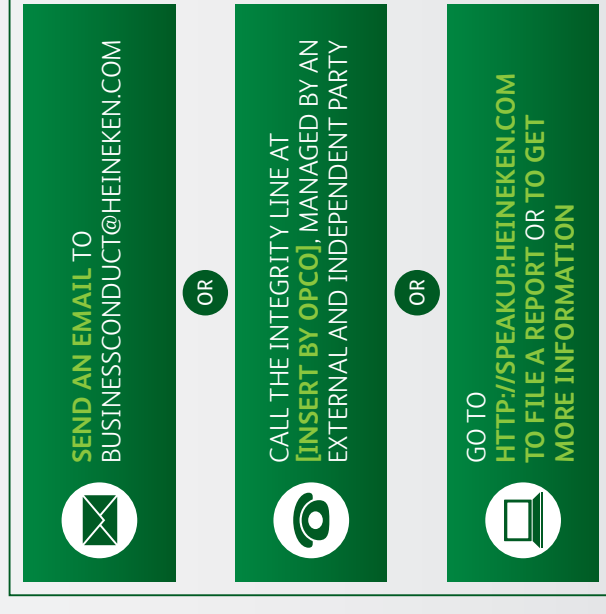 SEND AN EMAIL TO
BUSINESSCONDUCT@HEINEKEN.COM
OR
CALL THE INTEGRITY LINE AT
[INSERT BY OPCO], MANAGED BY AN
EXTERNAL AND INDEPENDENT PARTY
OR
GO TO
HTTP://SPEAKUP.HEINEKEN.COM
TO FILE A REPORT OR TO GET
MORE INFORMATION